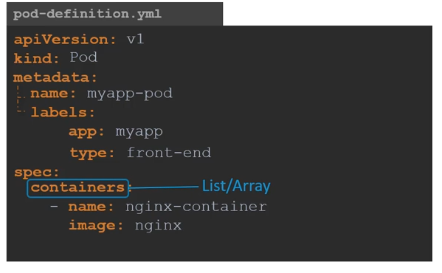 pod-definition.yml
apiVersion: v1
kind: Pod
metadata:
  name: myapp-pod
  labels:
      app: myapp
      type: front-end
spec:
  containers: List/Array
    - name: nginx-container
      image: nginx